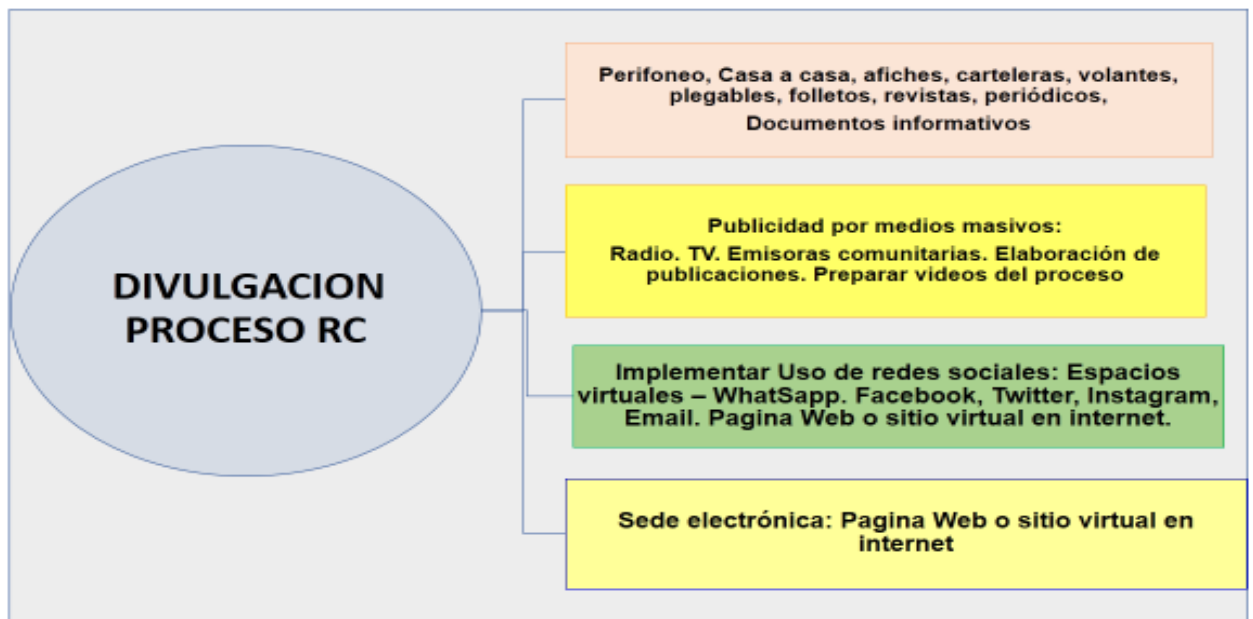 DIVULGACION
PROCESO RC
Perifoneo, Casa a casa, afiches, carteleras, volantes,
plegables, folletos, revistas, periódicos,
Documentos informativos
Publicidad por medios masivos:
Radio. TV. Emisoras comunitarias. Elaboración de
publicaciones. Preparar videos del proceso
Implementar Uso de redes sociales: Espacios
virtuales – WhatSapp. Facebook, Twitter, Instagram,
Email. Pagina Web o sitio virtual en internet.
Sede electrónica: Pagina Web o sitio virtual en
internet